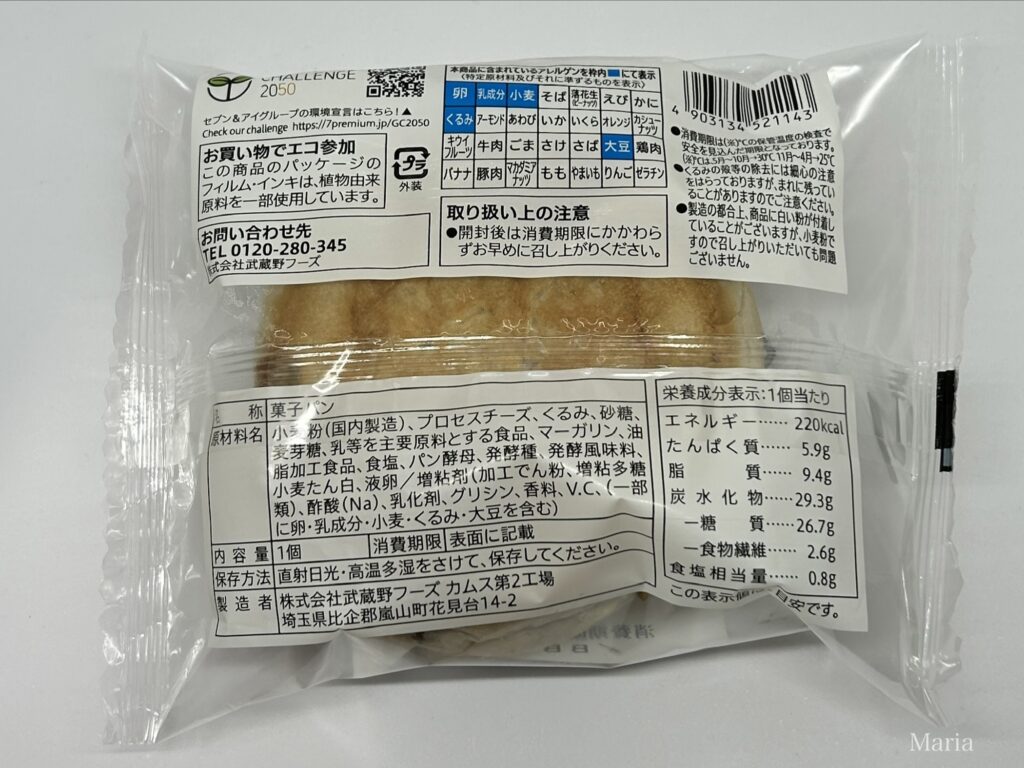 CHALLENGE
2050
セブン&アイグループの環境宣言はこちら!▲
Check our challenge https://7premium.jp/GC2050
お買い物でエコ参加
この商品のパッケージの
フィルム・インキは、植物由来
原料を一部使用しています。
プラ
外装
お問い合わせ先
TEL 0120-280-345
株式会社武蔵野フーズ
本商品に含まれているアレルゲンを枠内■にて表示
(特定原材料及びそれに準ずるものを表示)
卵 乳成分 小麦 そば 落花生(ピーナッツ) えび かに
くるみ アーモンド あわび いか いくら オレンジ カシューナッツ
キウイフルーツ 牛肉 ごま さけ さば 大豆 鶏肉
バナナ 豚肉 マカダミアナッツ もも やまいも りんご ゼラチン
取り扱い上の注意
●開封後は消費期限にかかわら
ずお早めに召し上がりください。
4 903134 521143
●消費期限は(※)℃の保管温度の検査で
安全を見込んだ期限となっております。
(※)℃は5月~10月→30℃ 11月~4月→25℃
●くるみの殻等の除去には細心の注意
をはらっておりますが、まれに残ってい
ることがありますのでご注意ください。
●製造の都合上、商品に白い粉が付着し
ていることがございますが、小麦粉で
すので召し上がりいただいても問題
ございません。
名 称 菓子パン
原材料名 小麦粉(国内製造)、プロセスチーズ、くるみ、砂糖、
麦芽糖、乳等を主要原料とする食品、マーガリン、油
脂加工食品、食塩、パン酵母、発酵種、発酵風味料、
小麦たん白、液卵/増粘剤(加工でん粉、増粘多糖
類)、酢酸(Na)、乳化剤、グリシン、香料、V.C、(一部
に卵・乳成分・小麦・くるみ・大豆を含む)
内容量 1個 消費期限 表面に記載
保存方法 直射日光・高温多湿をさけて、保存してください。
製造者 株式会社武蔵野フーズ カムス第2工場
埼玉県比企郡嵐山町花見台14-2
栄養成分表示:1個当たり
エネルギー……220kcal
たんぱく質……5.9g
脂 質……9.4g
炭水化物……29.3g
-糖 質……26.7g
-食物繊維……2.6g
食塩相当量……0.8g
この表示値は、目安です。
消費期
Maria